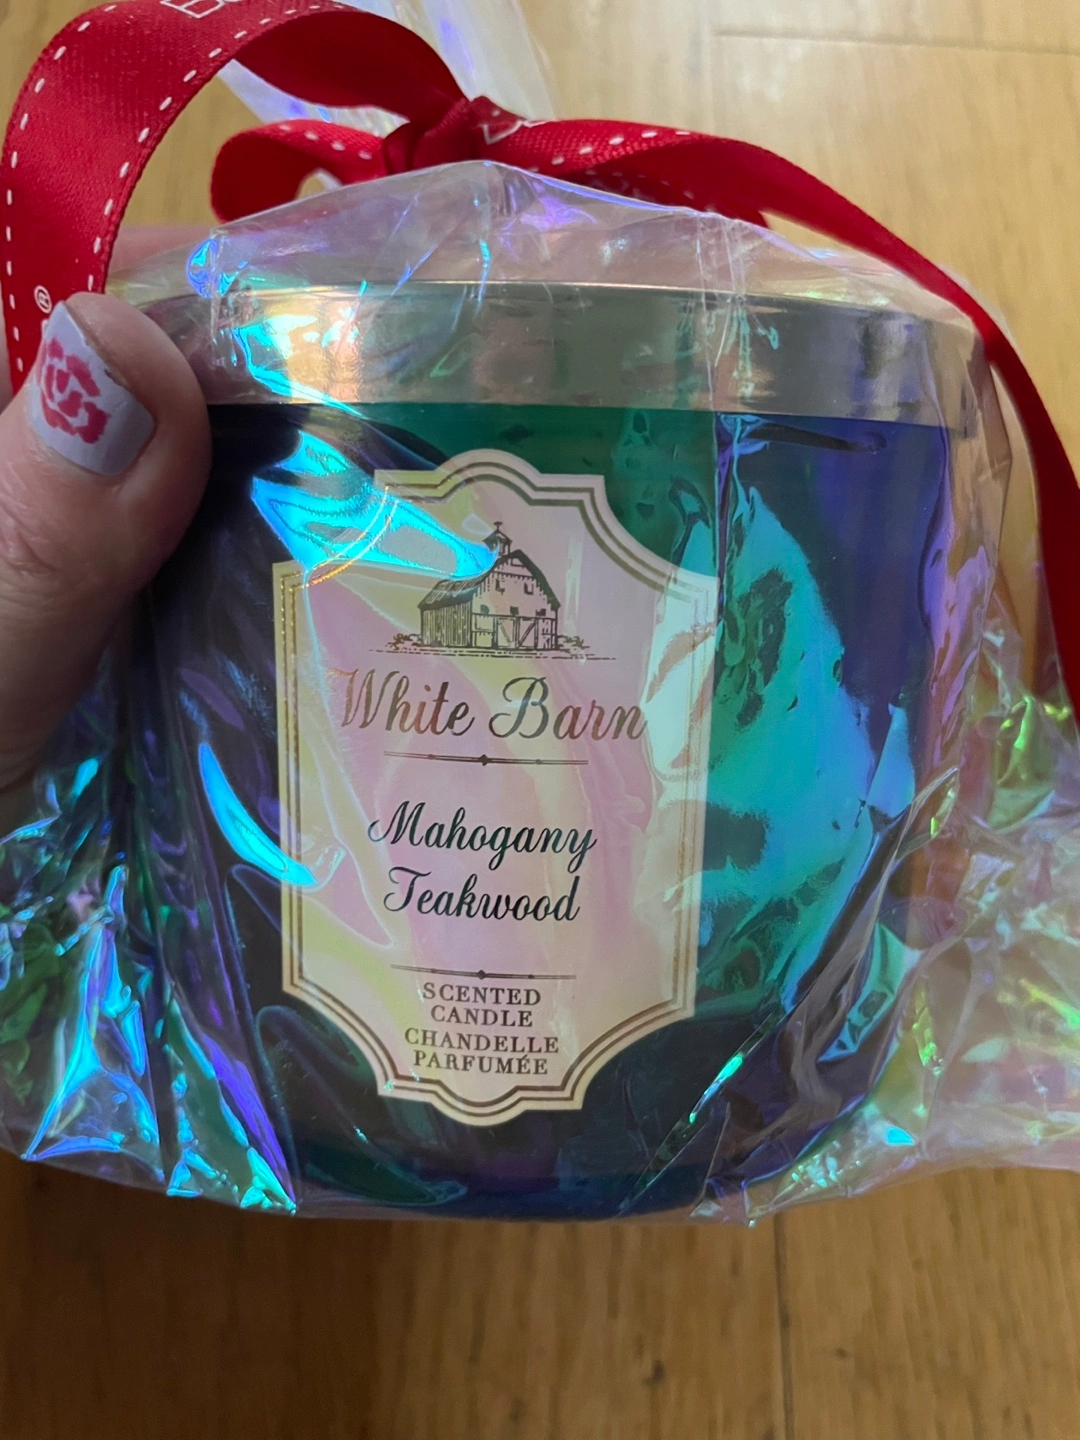 White Barn
Mahogany
Teakwood
SCENTED
CANDLE
CHANDELLE
PARFUMÉE